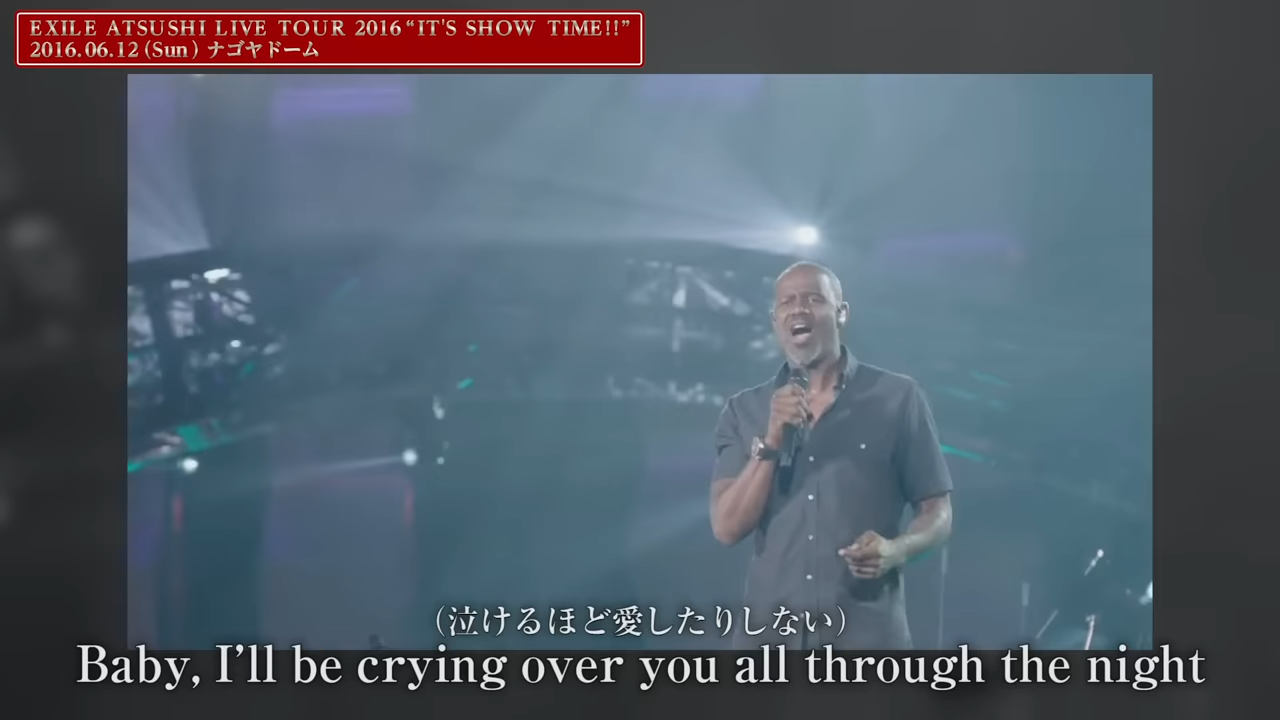 EXILE ATSUSHI LIVE TOUR 2016 “IT'S SHOW TIME!!”
2016.06.12 (Sun) ナゴヤドーム
（泣けるほど愛したりしない）
Baby, I’ll be crying over you all through the night